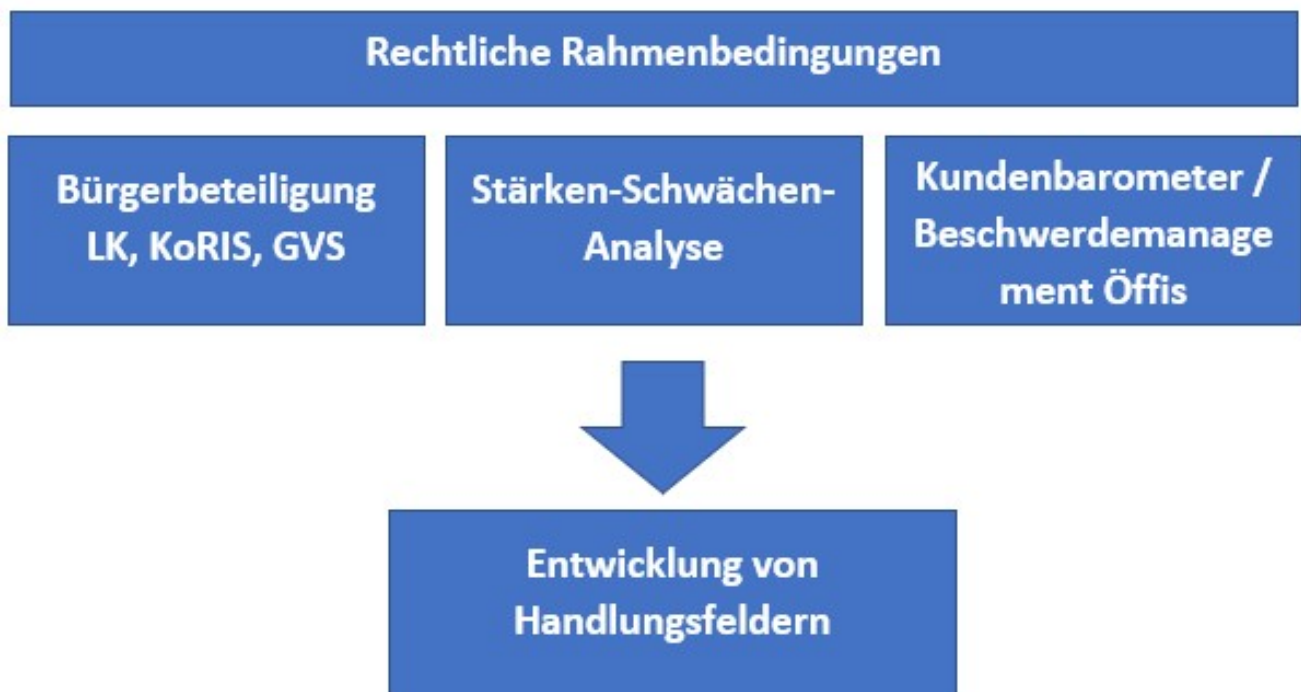 Rechtliche Rahmenbedingungen
Bürgerbeteiligung
LK, KoRIS, GVS
Stärken-Schwächen-
Analyse
Kundenbarometer /
Beschwerdemanage
ment Öffis
Entwicklung von
Handlungsfeldern